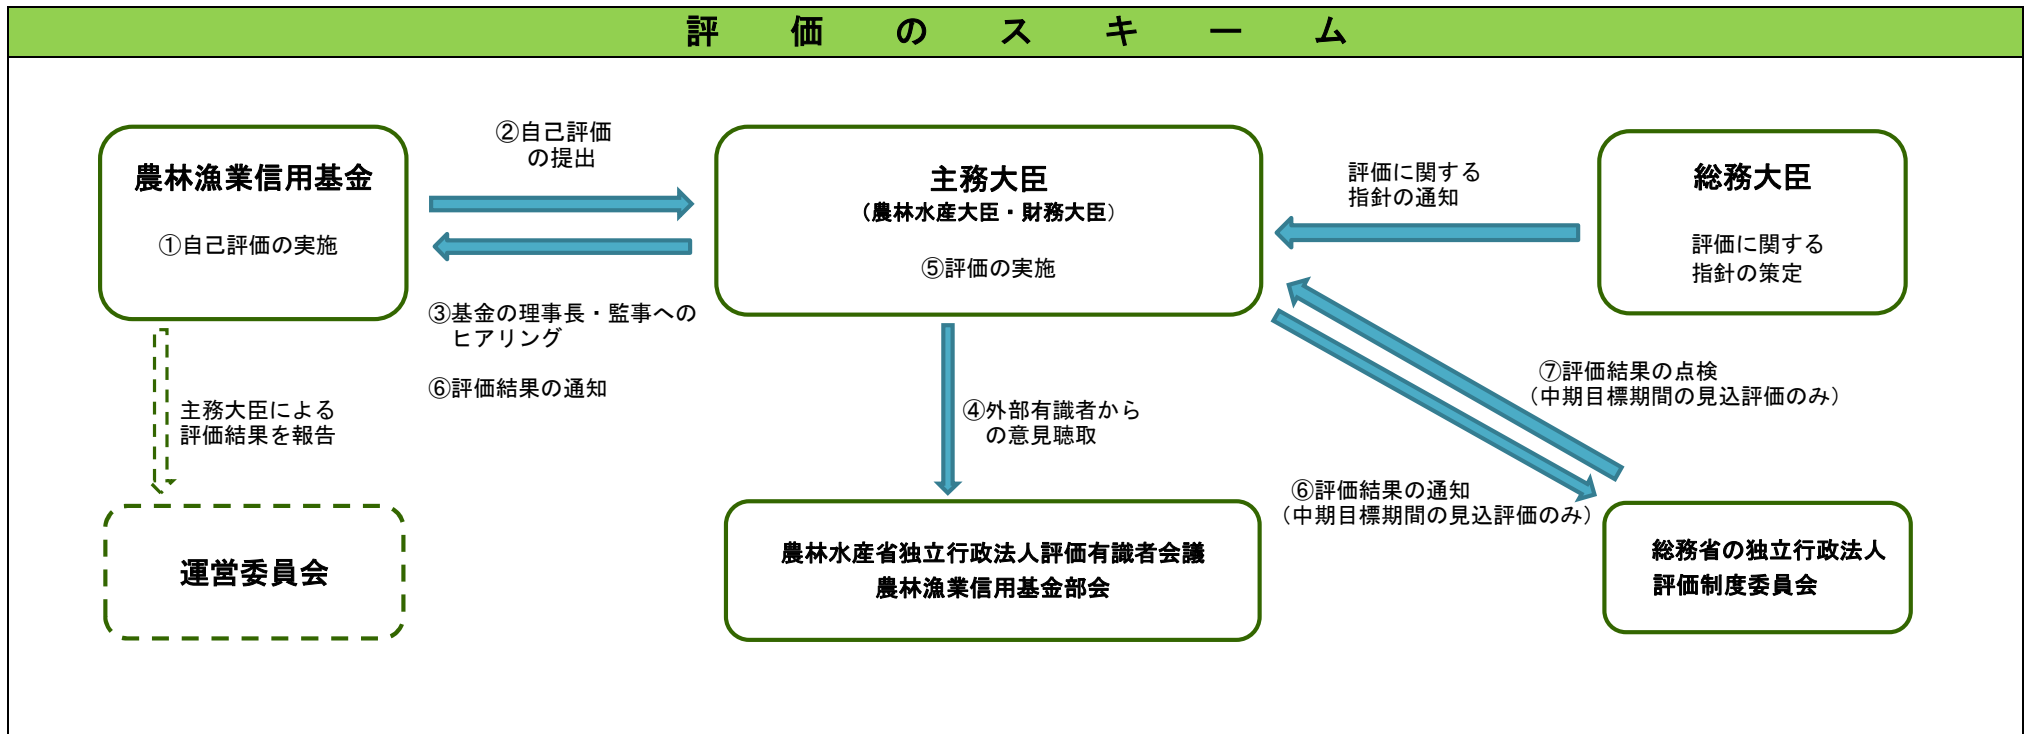 評価のスキーム
農林漁業信用基金
①自己評価の実施
②自己評価
の提出
主務大臣
（農林水産大臣・財務大臣）
⑤評価の実施
評価に関する
指針の通知
総務大臣
評価に関する
指針の策定
③基金の理事長・監事への
ヒアリング
⑥評価結果の通知
主務大臣による
評価結果を報告
④外部有識者から
の意見聴取
⑦評価結果の点検
（中期目標期間の見込評価のみ）
⑥評価結果の通知
（中期目標期間の見込評価のみ）
運営委員会
農林水産省独立行政法人評価有識者会議
農林漁業信用基金部会
総務省の独立行政法人
評価制度委員会